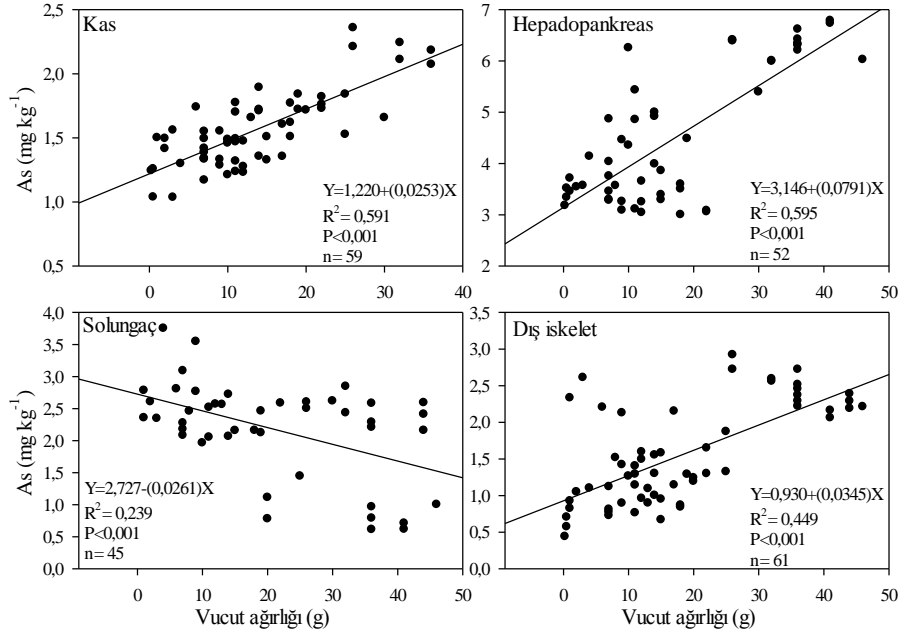 Kas
2,5
2,0
1,5
1,0
0,5
As (mg kg-1)
Y=1,220+(0,0253)X
R2= 0,591
P<0,001
n= 59
0 10 20 30 40
Hepadopankreas
7
6
5
4
3
2
Y=3,146+(0,0791)X
R2= 0,595
P<0,001
n= 52
0 10 20 30 40 50
Solungaç
4,0
3,5
3,0
2,5
2,0
1,5
1,0
0,5
0,0
As (mg kg-1)
Y=2,727-(0,0261)X
R2= 0,239
P<0,001
n= 45
0 10 20 30 40 50
Vucut ağırlığı (g)
Dış iskelet
3,5
3,0
2,5
2,0
1,5
1,0
0,5
0,0
Y=0,930+(0,0345)X
R2= 0,449
P<0,001
n= 61
0 10 20 30 40 50
Vucut ağırlığı (g)